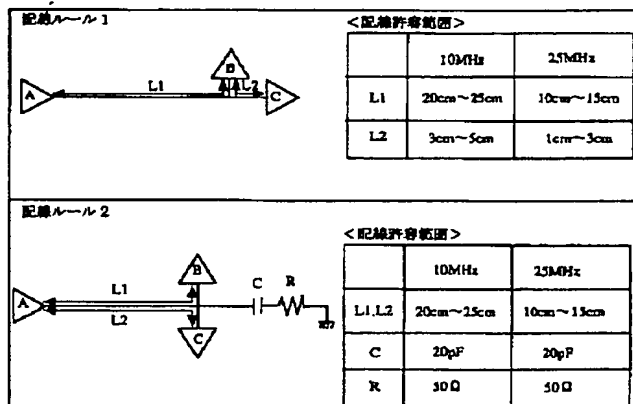 配線ルール1
<配線許容範囲>
10MHz 25MHz
L1 20cm~25cm 10cm~15cm
L2 3cm~5cm 1cm~3cm
A
L1
B
L2
C
配線ルール2
<配線許容範囲>
10MHz 25MHz
L1,L2 20cm~25cm 10cm~15cm
C 20pF 20pF
R 50Ω 50Ω
A
L1
L2
B
C
C
R